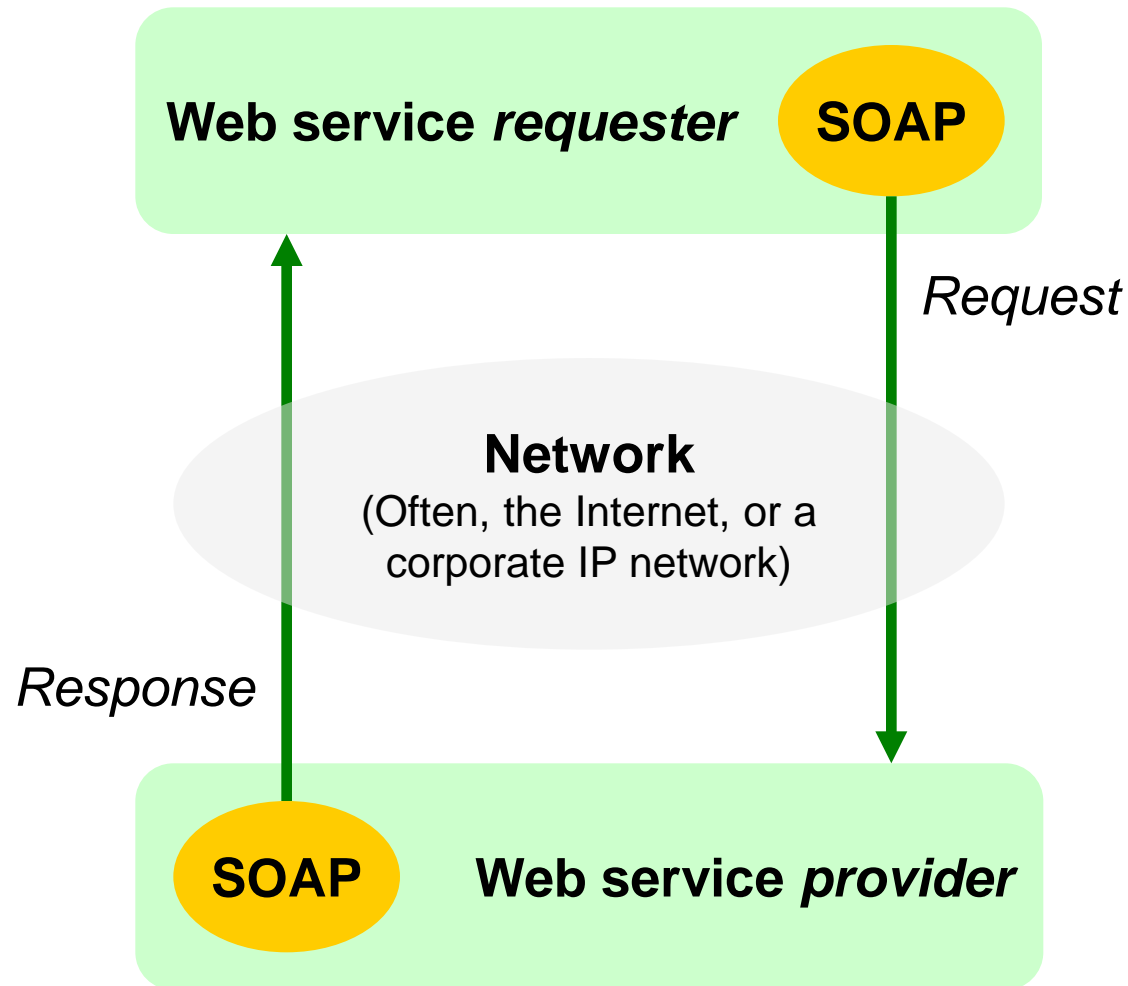 Web service requester
SOAP
Request
Network
(Often, the Internet, or a
corporate IP network)
Response
SOAP
Web service provider